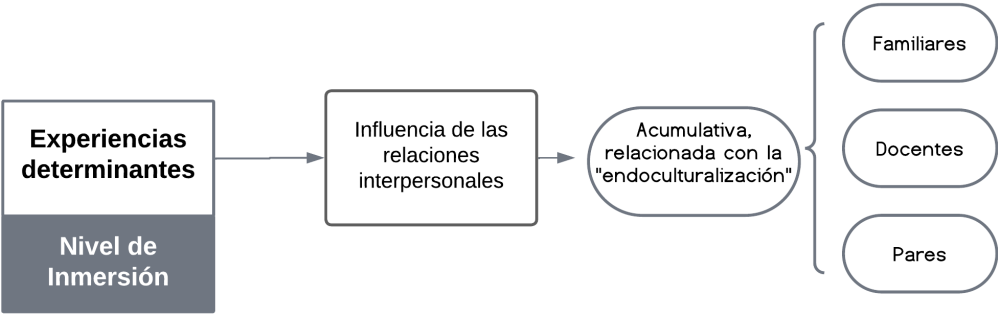 Experiencias
determinantes
Nivel de
Inmersión
Influencia de las
relaciones
interpersonales
Acumulativa,
relacionada con la
"endoculturalización"
Familiares
Docentes
Pares